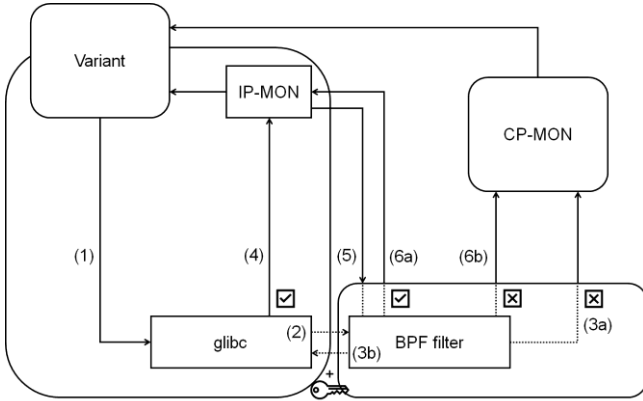 Variant
IP-MON
CP-MON
(1)
(4)
(5)
(6a)
(6b)
(2)
(3a)
glibc
(3b)
BPF filter
+